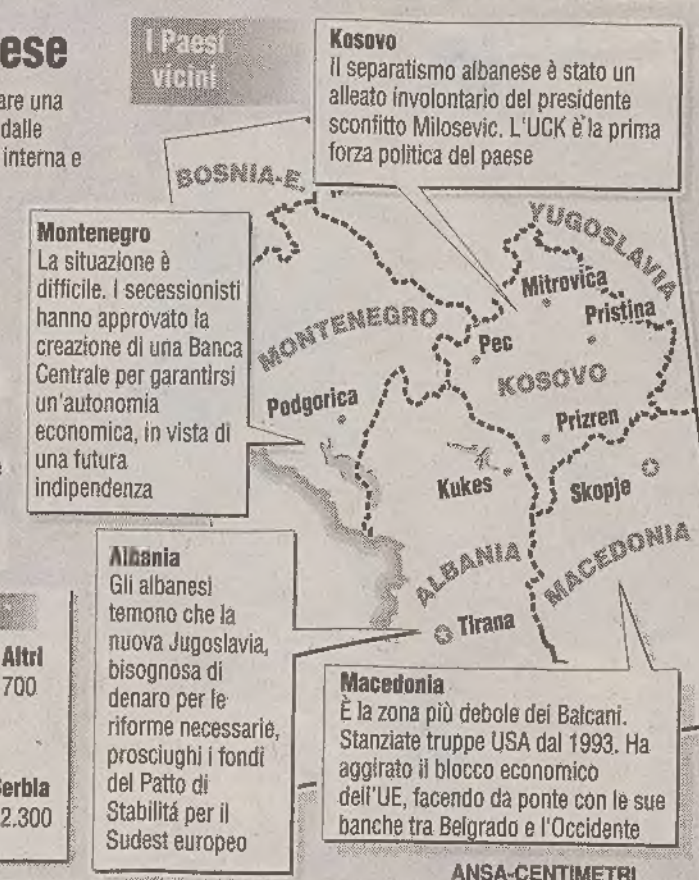 ese
are una
dalle
interna e
I Paesi
vicini
Kosovo
Il separatismo albanese è stato un
alleato involontario del presidente
sconfitto Milosevic. L'UCK è la prima
forza politica del paese
BOSNIA-E.
YUGOSLAVIA
Montenegro
La situazione è
difficile. I secessionisti
hanno approvato la
creazione di una Banca
Centrale per garantirsi
un'autonomia
economica, in vista di
una futura
indipendenza
MONTENEGRO
Mitrovica
Pristina
Pec
KOSOVO
Podgorica
Prizren
Kukes
Skopje
ALBANIA
MACEDONIA
Tirana
Albania
Gli albanesi
temono che la
nuova Jugoslavia,
bisognosa di
denaro per le
riforme necessarie,
prosciughi i fondi
del Patto di
Stabilitá per il
Sudest europeo
Altri
700
Serbia
2.300
Macedonia
È la zona più debole dei Balcani.
Stanziate truppe USA dal 1993. Ha
aggirato il blocco economico
dell'UE, facendo da ponte con le sue
banche tra Belgrado e l'Occidente
ANSA-CENTIMETRI